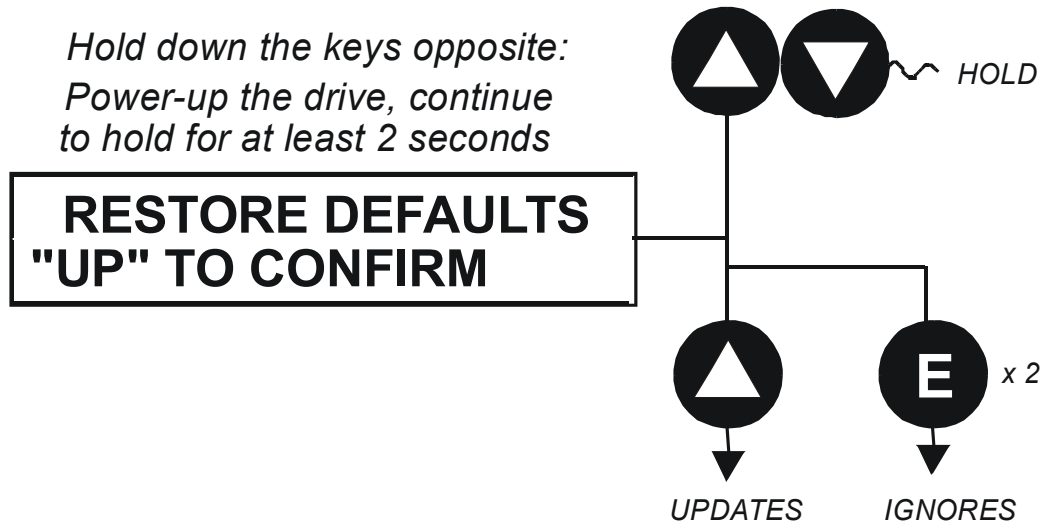 Hold down the keys opposite:
Power-up the drive, continue
to hold for at least 2 seconds
HOLD
RESTORE DEFAULTS
"UP" TO CONFIRM
E
x 2
UPDATES
IGNORES